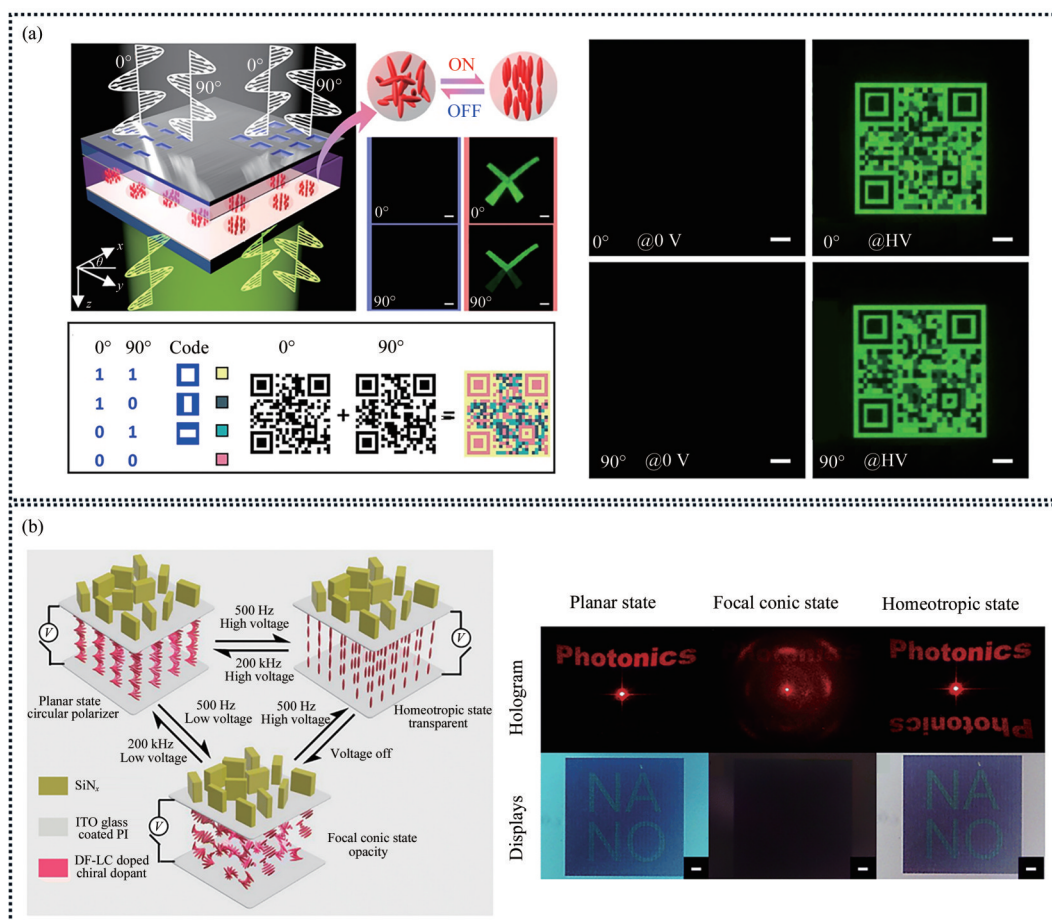 (a)
0°
90°
0°
90°
ON
OFF
x
θ
y
z
0°
0°
90°
90°
0° @0 V
0° @HV
90° @0 V
90° @HV
0° 90° Code
0° 90°
1 1
1 0
0 1
0 0
+
=
(b)
V
500 Hz
High voltage
200 kHz
High voltage
V
Planar state
circular polarizer
500 Hz
Low voltage
500 Hz
High voltage
Homeotropic state
transparent
200 kHz
Low voltage
Voltage off
SiNx
ITO glass
coated PI
DF-LC doped
chiral dopant
V
Focal conic state
opacity
Planar state
Focal conic state
Homeotropic state
Hologram
Photonics
Photonics
Photonics
Photonics
Displays
NA
NO
NA
NO